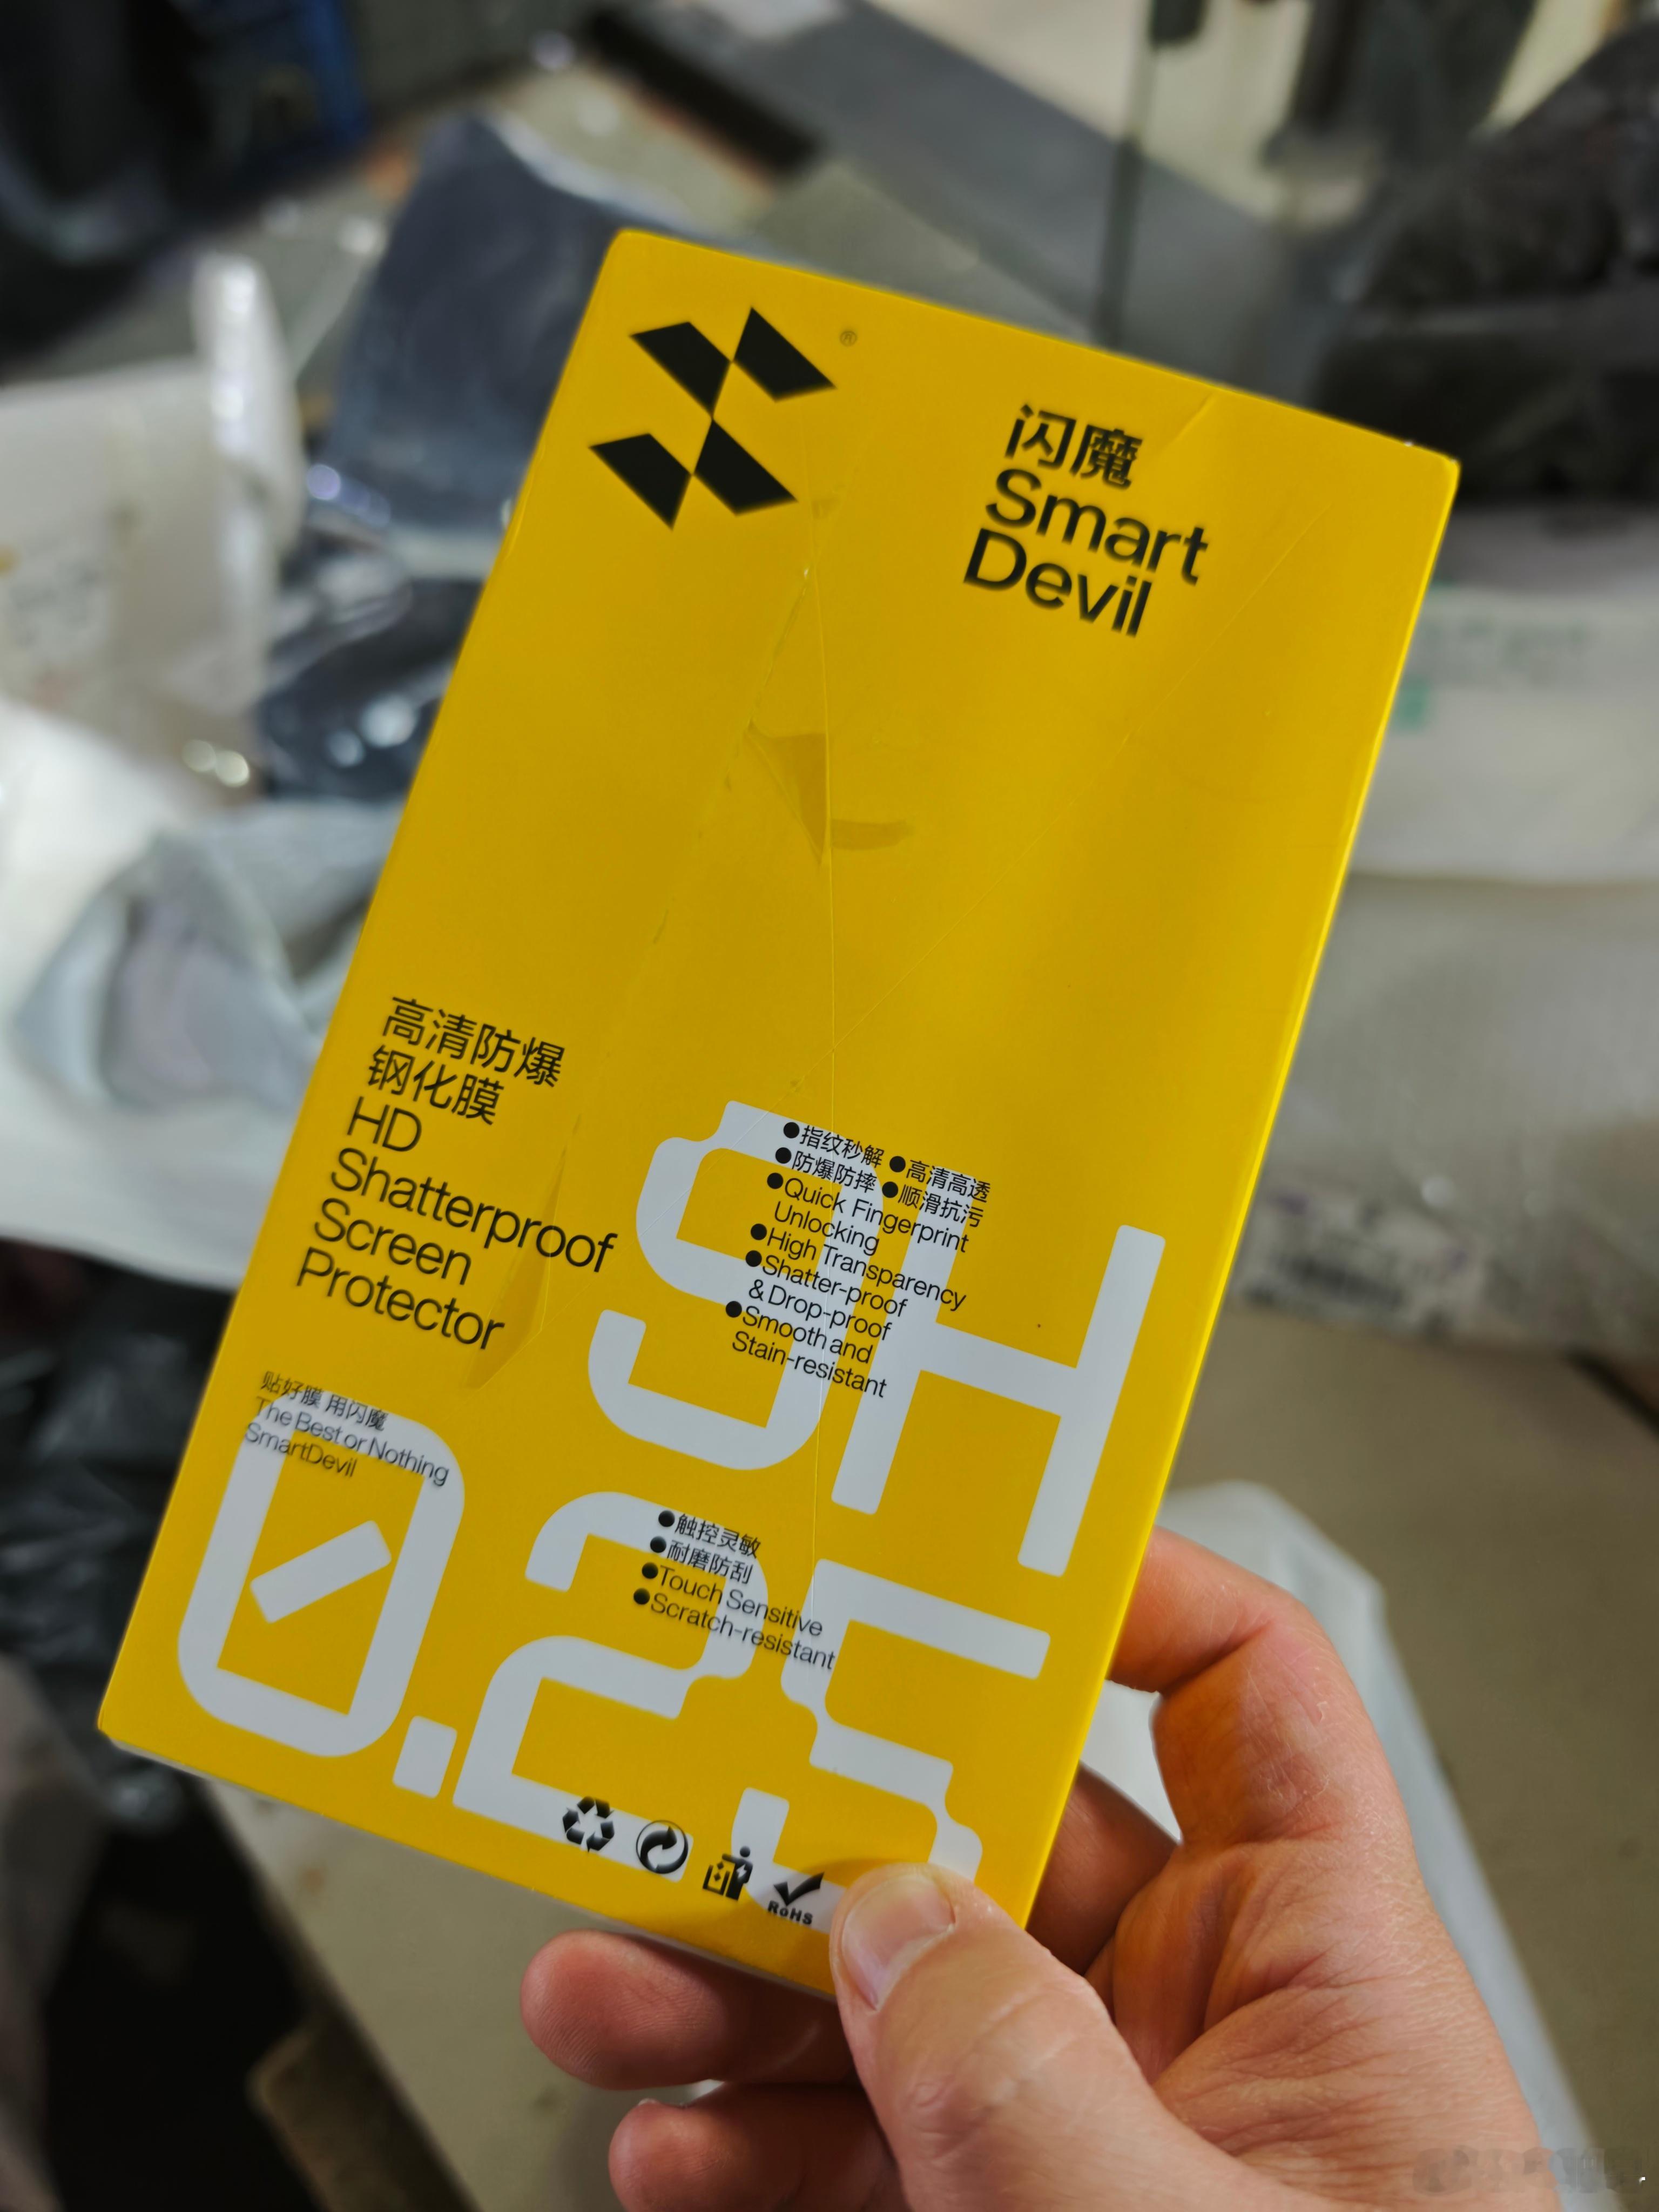 ®
闪魔
Smart
Devil
高清防爆
钢化膜
HD
Shatterproof
Screen
Protector
9H
●指纹秒解 ●高清高透
●防爆防摔 ●顺滑抗污
●Quick Fingerprint
Unlocking
●High Transparency
●Shatter-proof
& Drop-proof
●Smooth and
Stain-resistant
贴好膜 用闪魔
The Best or Nothing
SmartDevil
0.25
●触控灵敏
●耐磨防刮
●Touch Sensitive
●Scratch-resistant
RoHS